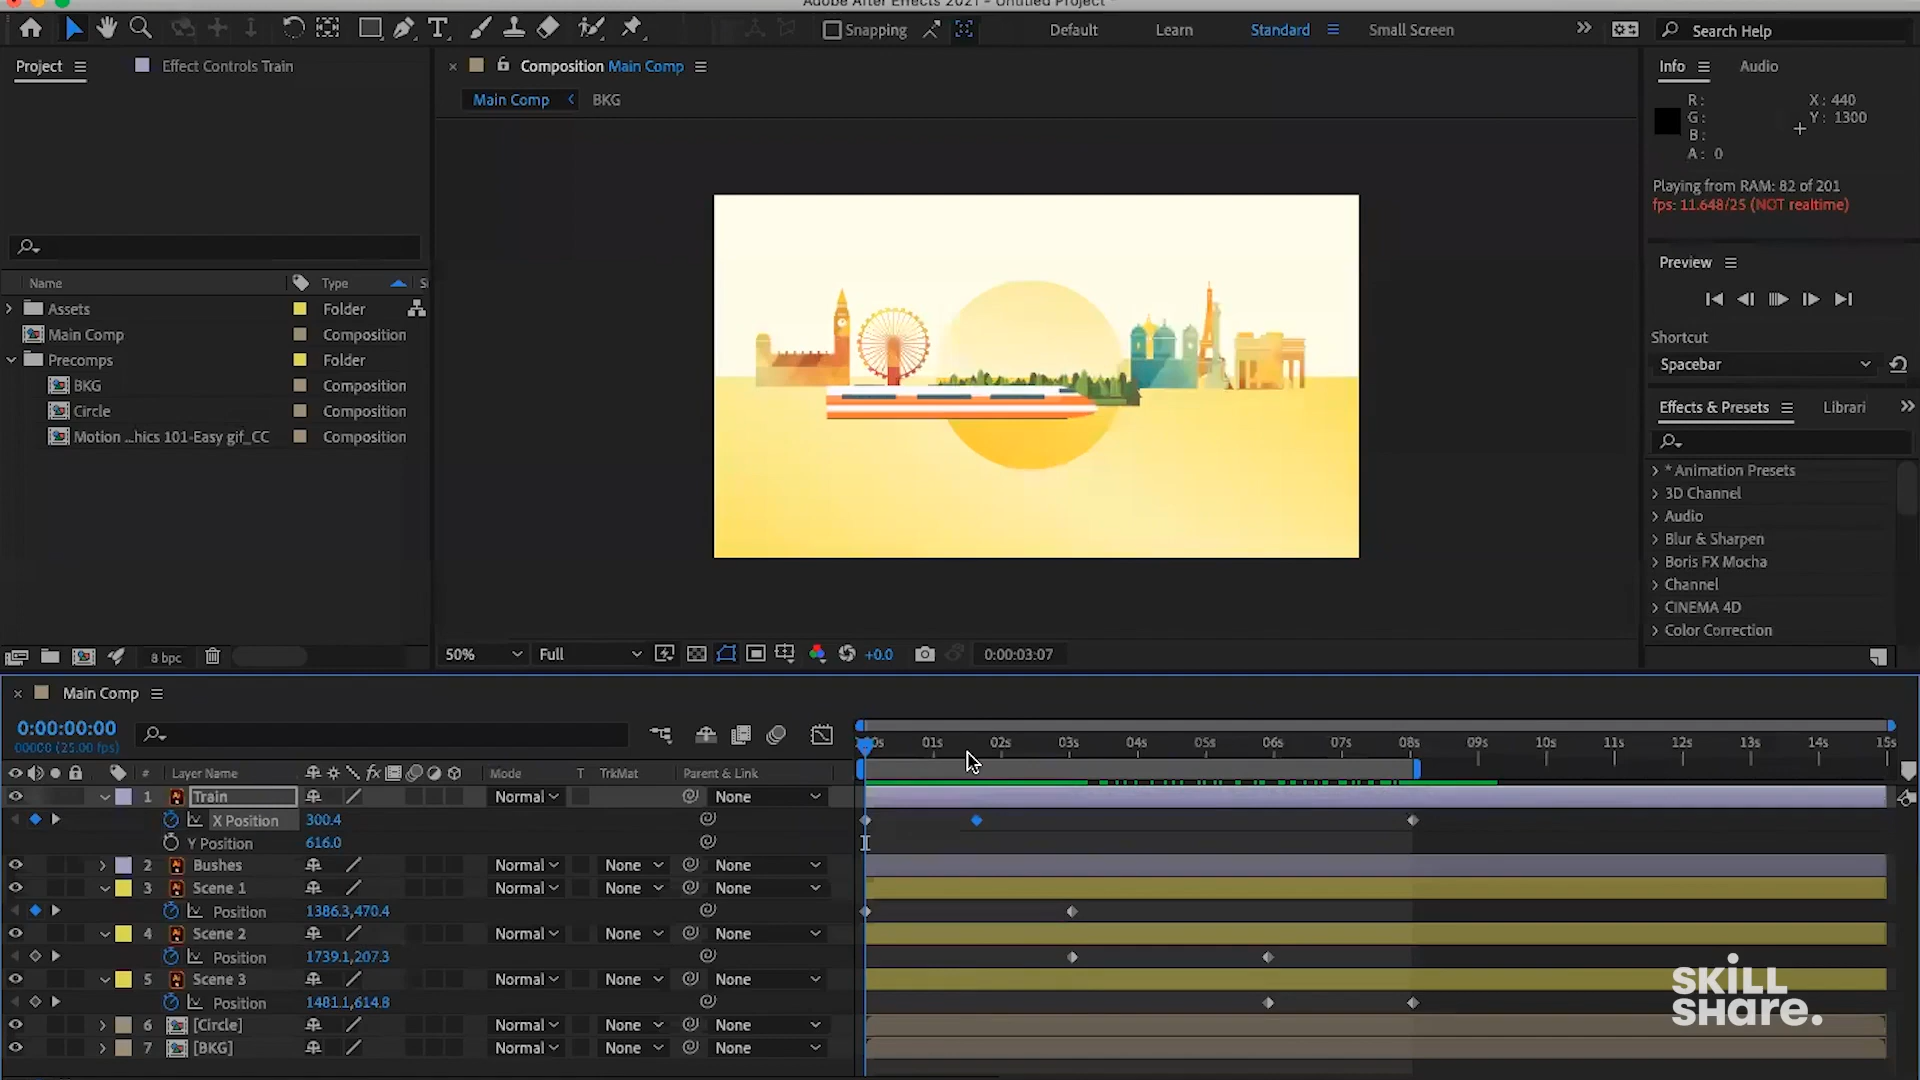 Adobe After Effects 2021 - Untitled Project *
Snapping
Default
Learn
Standard
Small Screen
Search Help
Project
Effect Controls Train
Composition Main Comp
Main Comp
BKG
Info
Audio
R :
G :
B :
A : 0
X : 440
Y : 1300
Playing from RAM: 82 of 201
fps: 11.648/25 (NOT realtime)
Preview
Shortcut
Spacebar
Effects & Presets
Librari
* Animation Presets
3D Channel
Audio
Blur & Sharpen
Boris FX Mocha
Channel
CINEMA 4D
Color Correction
Name
Type
Si
Assets
Folder
Main Comp
Composition
Precomps
Folder
BKG
Composition
Circle
Composition
Motion ...hics 101-Easy gif_CC
Composition
8 bpc
50%
Full
+0.0
0:00:03:07
Main Comp
0:00:00:00
00000 (25.00 fps)
01s
02s
03s
04s
05s
06s
07s
08s
09s
10s
11s
12s
13s
14s
15s
# Layer Name
fx
Mode
T
TrkMat
Parent & Link
1 Train Normal None
X Position 300.4
Y Position 616.0
2 Bushes Normal None None
3 Scene 1 Normal None None
Position 1386.3,470.4
4 Scene 2 Normal None None
Position 1739.1,207.3
5 Scene 3 Normal None None
Position 1481.1,614.8
6 [Circle] Normal None None
7 [BKG] Normal None None
SKILL
SHARE.